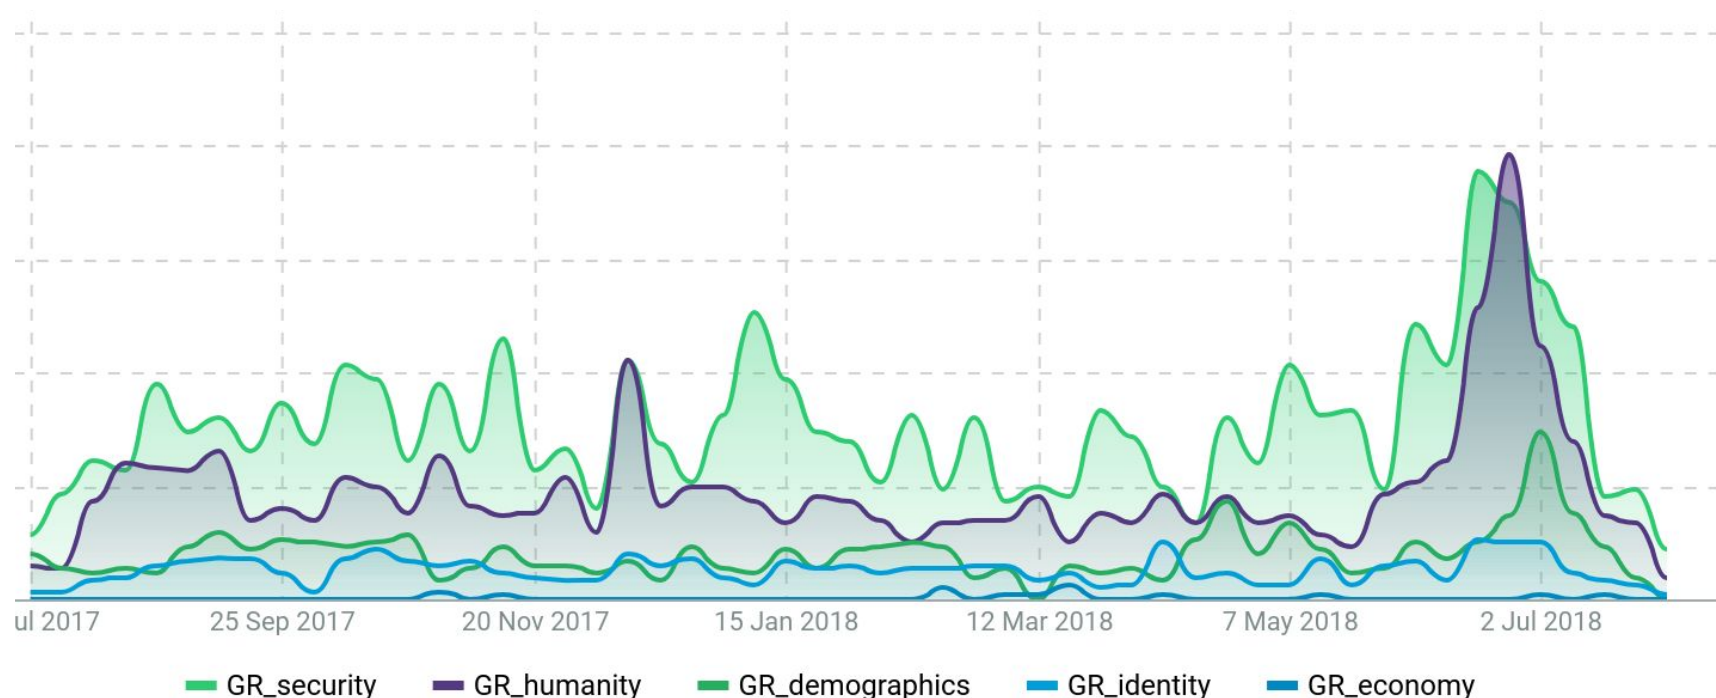 ul 2017 25 Sep 2017 20 Nov 2017 15 Jan 2018 12 Mar 2018 7 May 2018 2 Jul 2018
GR_security GR_humanity GR_demographics GR_identity GR_economy